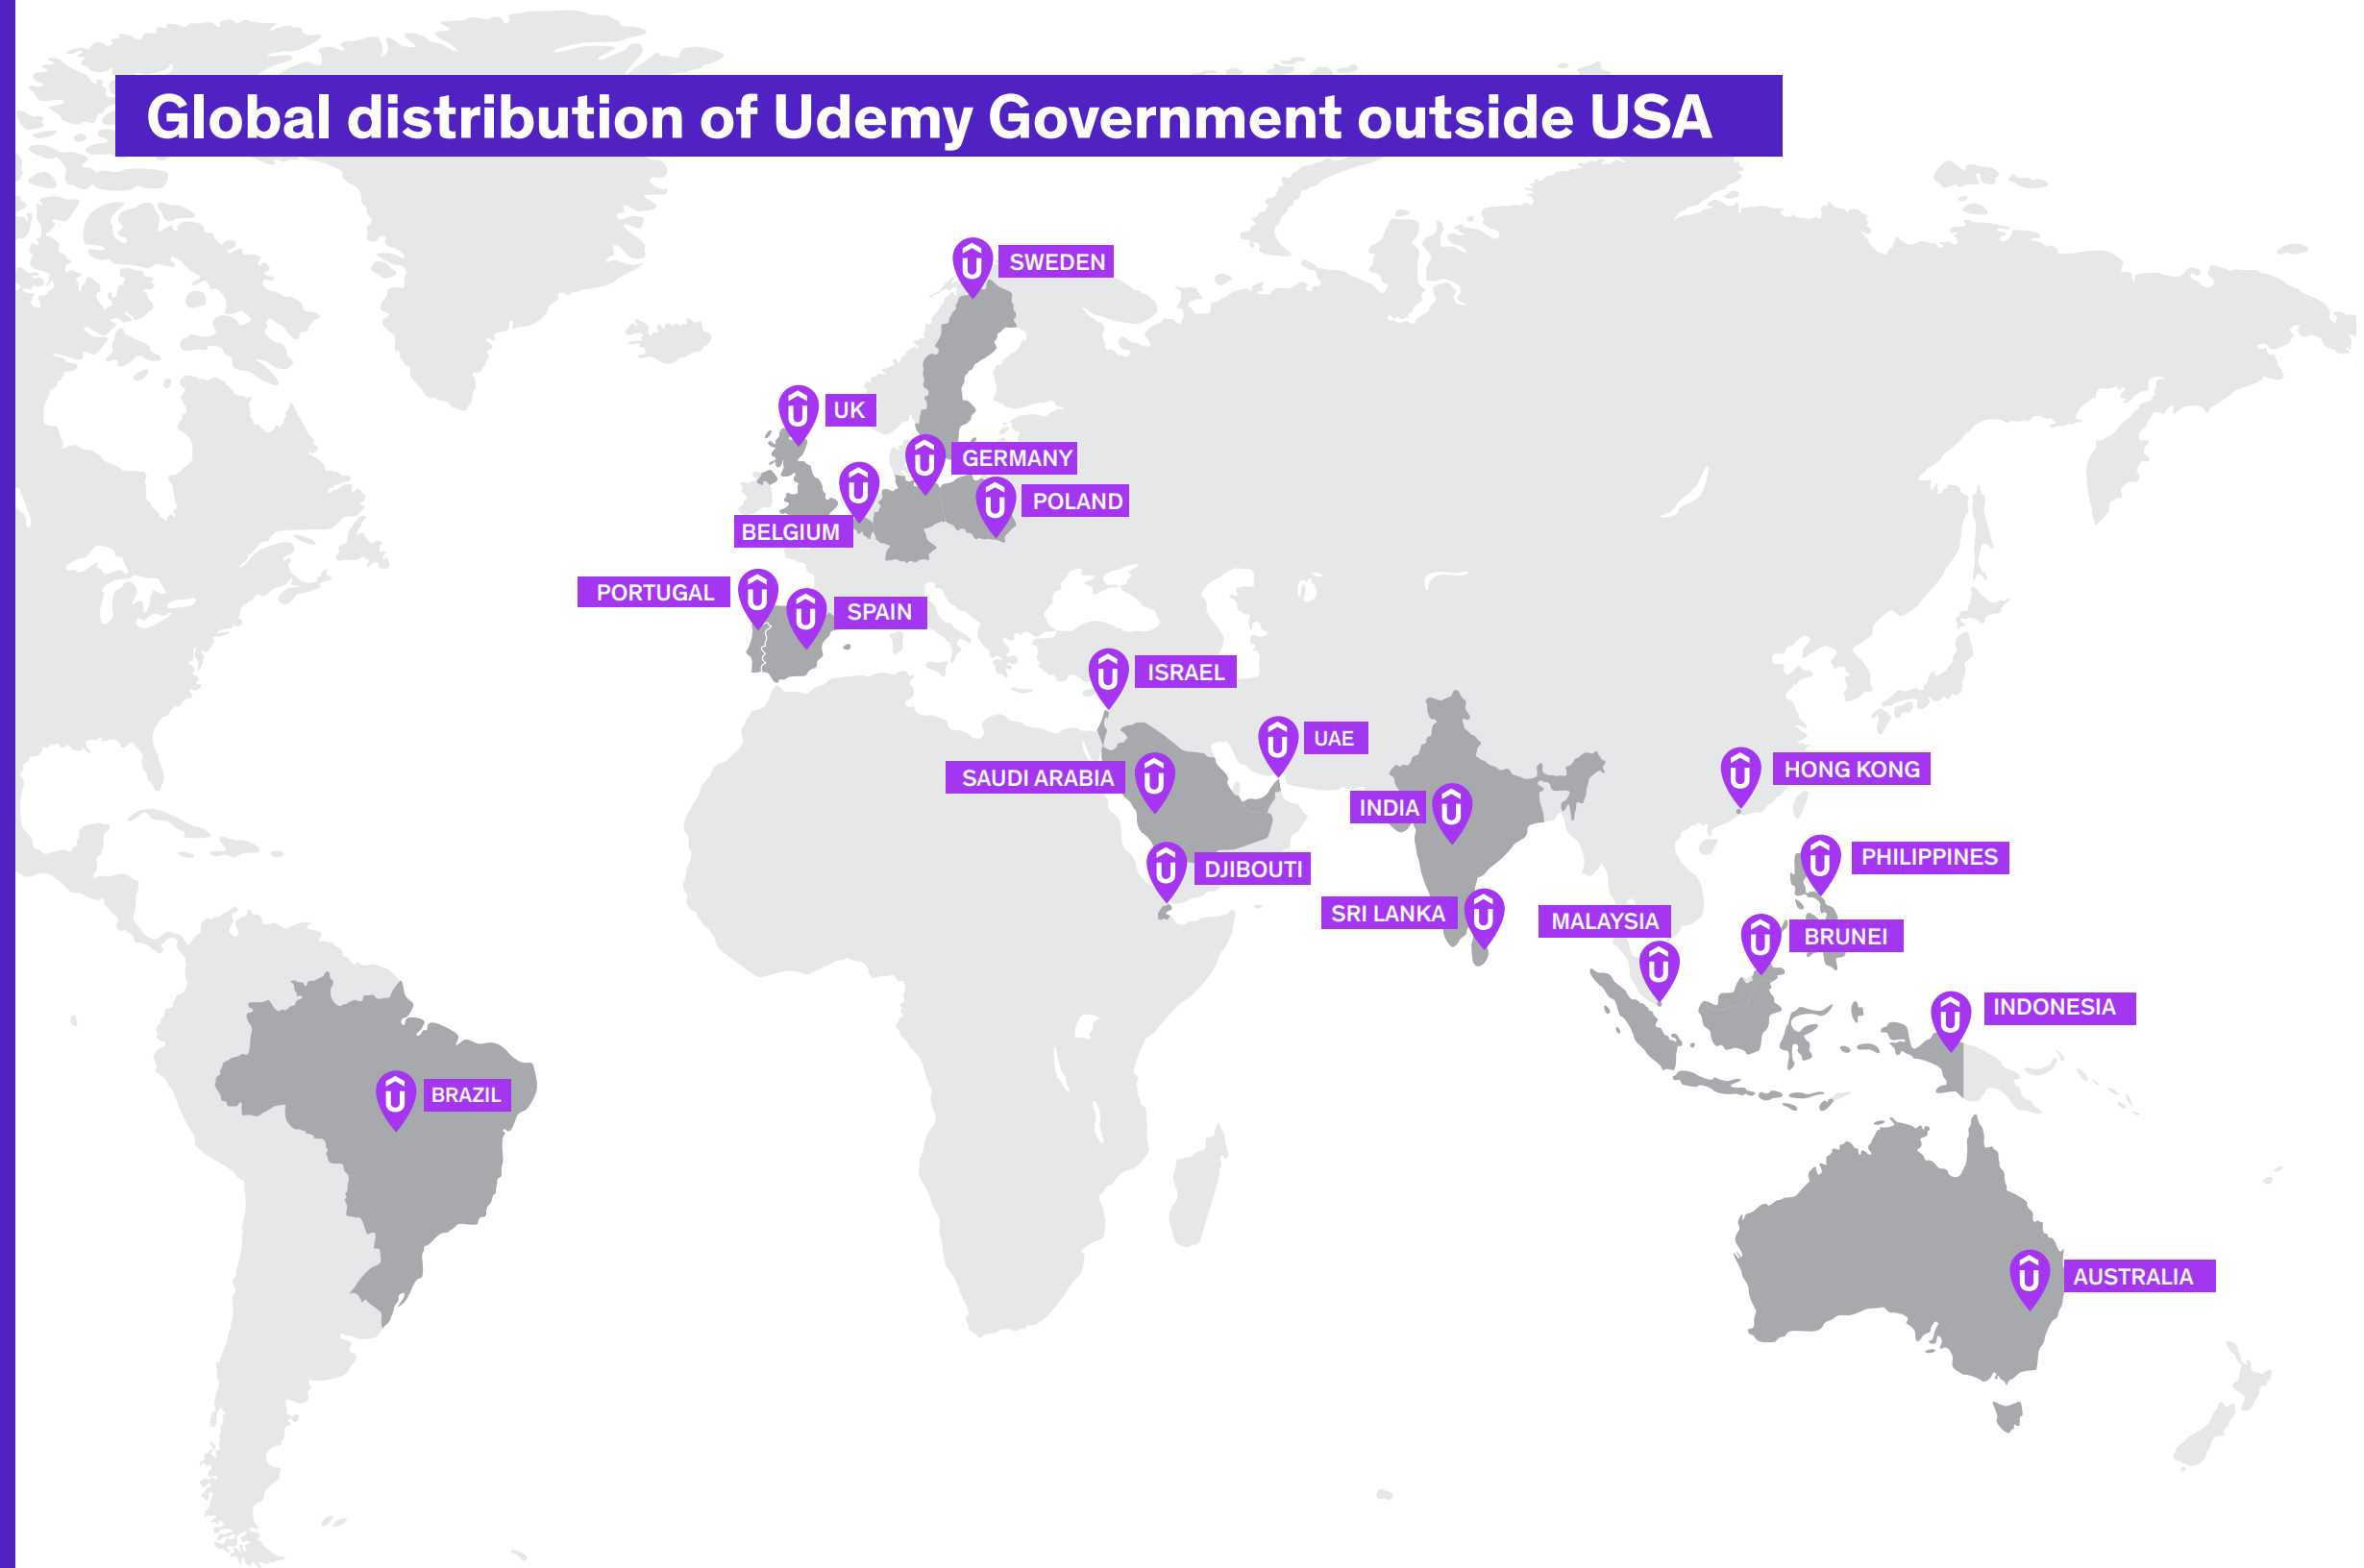 Global distribution of Udemy Government outside USA
SWEDEN
UK
GERMANY
POLAND
BELGIUM
PORTUGAL
SPAIN
ISRAEL
UAE
SAUDI ARABIA
HONG KONG
INDIA
DJIBOUTI
PHILIPPINES
SRI LANKA
MALAYSIA
BRUNEI
INDONESIA
BRAZIL
AUSTRALIA